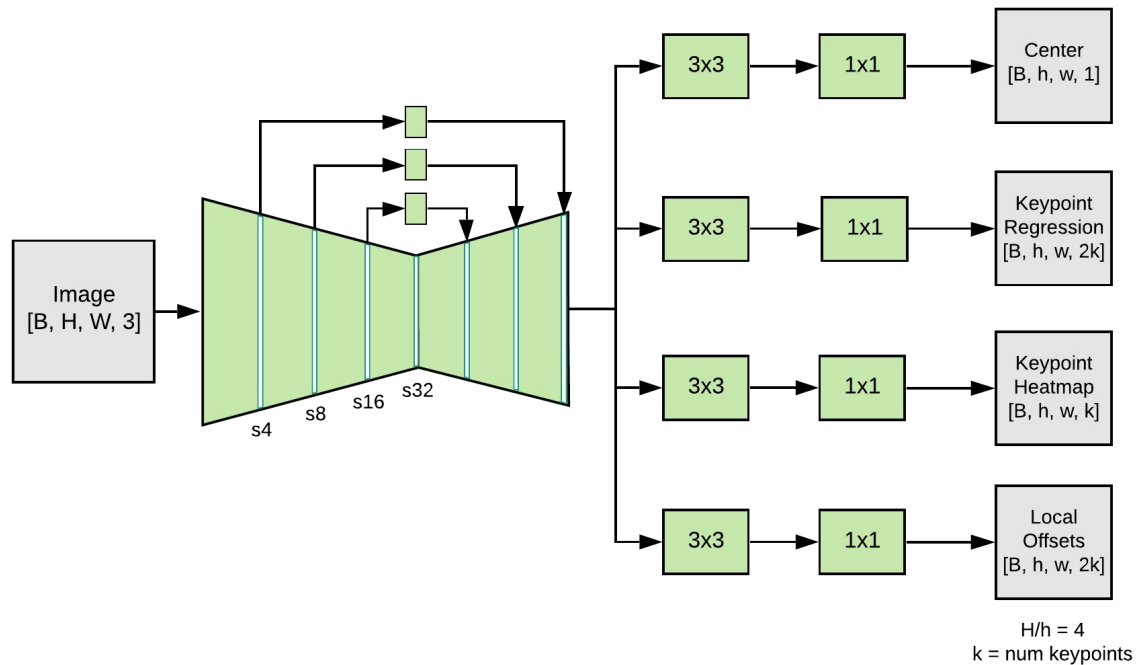 Image
[B, H, W, 3]
s4
s8
s16
s32
3x3
1x1
Center
[B, h, w, 1]
3x3
1x1
Keypoint
Regression
[B, h, w, 2k]
3x3
1x1
Keypoint
Heatmap
[B, h, w, k]
3x3
1x1
Local
Offsets
[B, h, w, 2k]
H/h = 4
k = num keypoints